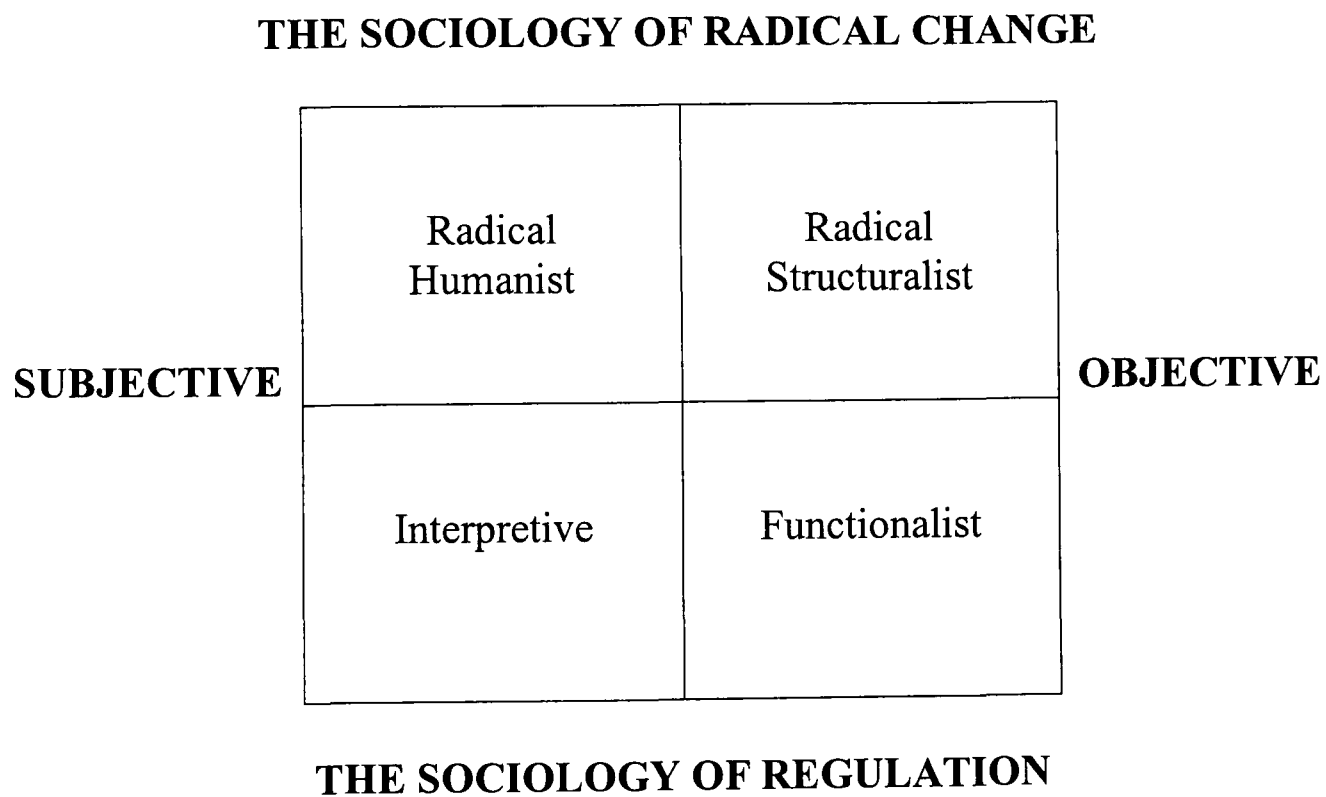 THE SOCIOLOGY OF RADICAL CHANGE
Radical
Humanist
Radical
Structuralist
SUBJECTIVE
OBJECTIVE
Interpretive
Functionalist
THE SOCIOLOGY OF REGULATION